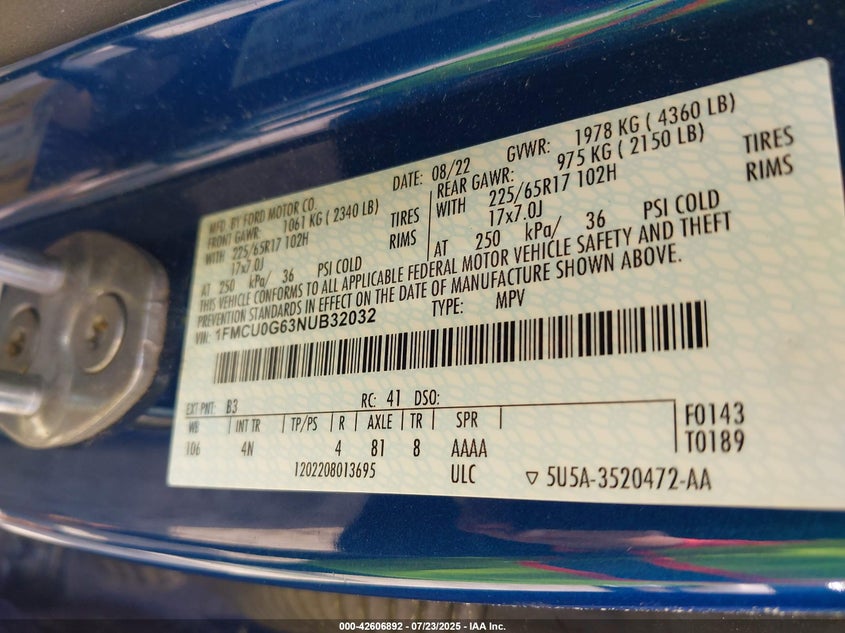 MFD. BY FORD MOTOR CO.
DATE: 08/22 GVWR: 1978 KG ( 4360 LB)
FRONT GAWR: 1061 KG ( 2340 LB) REAR GAWR: 975 KG ( 2150 LB)
WITH 225/65R17 102H TIRES WITH 225/65R17 102H TIRES
17x7.0J RIMS 17x7.0J RIMS
AT 250 kPa/ 36 PSI COLD AT 250 kPa/ 36 PSI COLD
THIS VEHICLE CONFORMS TO ALL APPLICABLE FEDERAL MOTOR VEHICLE SAFETY AND THEFT
PREVENTION STANDARDS IN EFFECT ON THE DATE OF MANUFACTURE SHOWN ABOVE.
VIN: 1FMCU0G63NUB32032 TYPE: MPV
EXT PNT: B3 RC: 41 DSO:
WB INT TR TP/PS R AXLE TR SPR F0143
106 4N 4 81 8 AAAA T0189
1202208013695 ULC ▽ 5U5A-3520472-AA
000-42606892 - 07/23/2025 - IAA Inc.